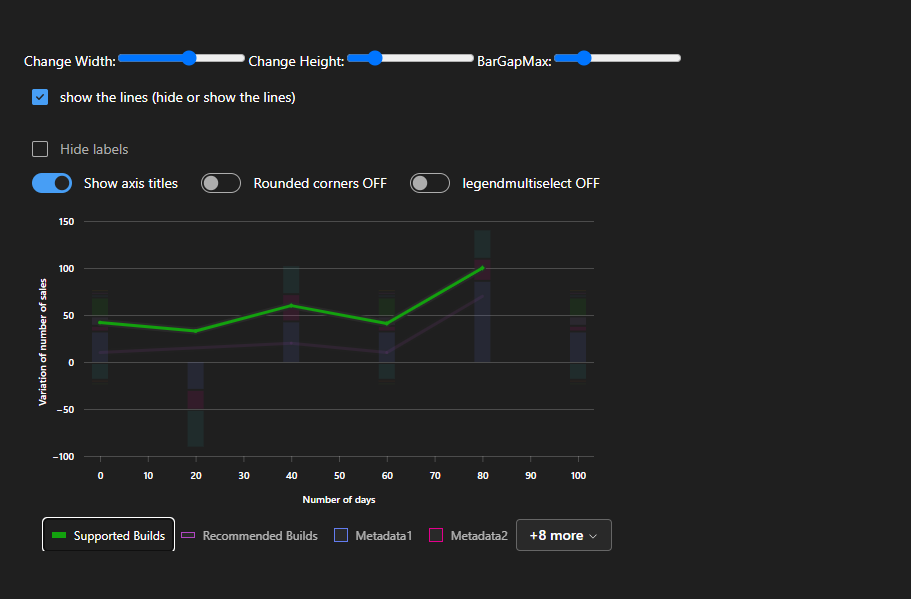 Change Width: Change Height: BarGapMax:
show the lines (hide or show the lines)
Hide labels
Show axis titles Rounded corners OFF legendmultiselect OFF
150
100
50
0
−50
−100
Variation of number of sales
0 10 20 30 40 50 60 70 80 90 100
Number of days
Supported Builds Recommended Builds Metadata1 Metadata2 +8 more